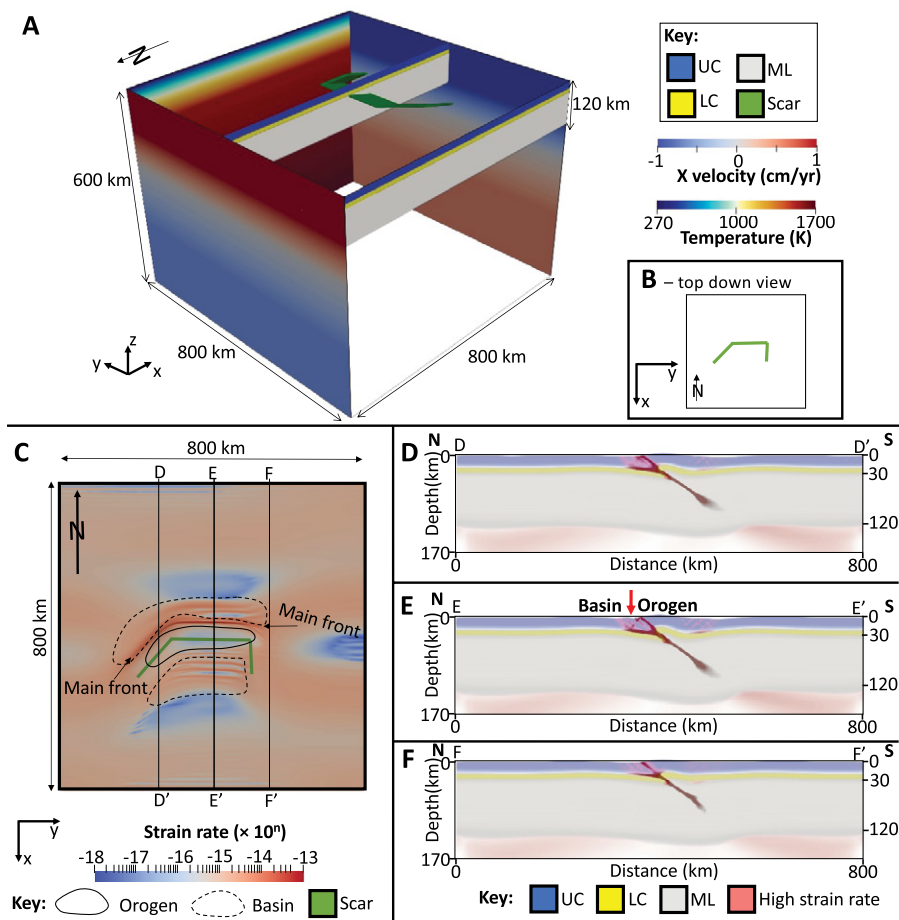 A
N
600 km
800 km
800 km
120 km
z
y
x
Key:
UC
ML
LC
Scar
-1
0
1
X velocity (cm/yr)
270
1000
1700
Temperature (K)
B – top down view
y
x
N
C
800 km
D
E
F
N
800 km
Main front
Main front
D’
E’
F’
y
x
Strain rate (× 10ⁿ)
-18
-17
-16
-15
-14
-13
Key:
Orogen
Basin
Scar
D
N
D
D’
S
0
0
30
120
Depth(km)
170
0
Distance (km)
800
E
N
E
Basin
Orogen
E’
S
0
0
30
120
Depth(km)
170
0
Distance (km)
800
F
N
F
F’
S
0
0
30
120
Depth(km)
170
0
Distance (km)
800
Key:
UC
LC
ML
High strain rate